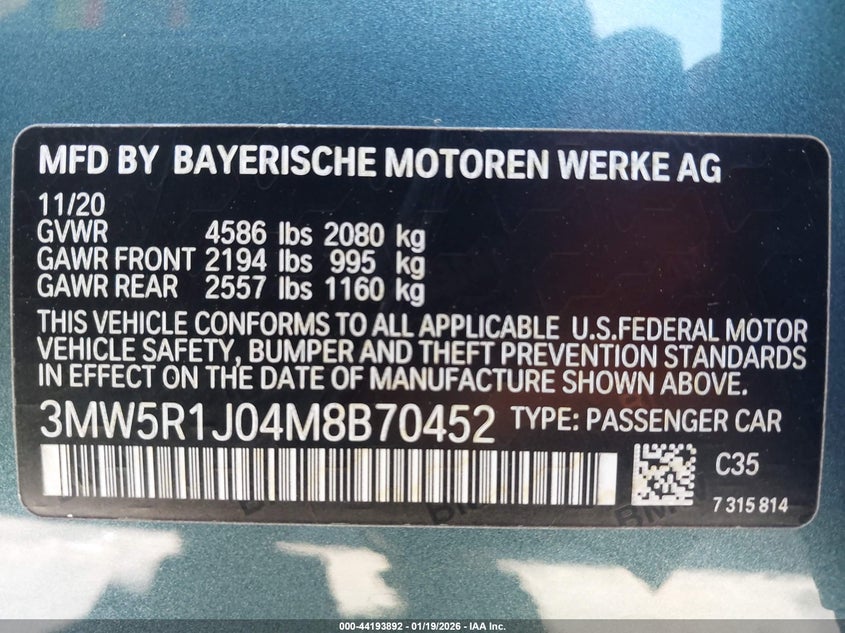 MFD BY BAYERISCHE MOTOREN WERKE AG
11/20
GVWR 4586 lbs 2080 kg
GAWR FRONT 2194 lbs 995 kg
GAWR REAR 2557 lbs 1160 kg
THIS VEHICLE CONFORMS TO ALL APPLICABLE U.S.FEDERAL MOTOR
VEHICLE SAFETY, BUMPER AND THEFT PREVENTION STANDARDS
IN EFFECT ON THE DATE OF MANUFACTURE SHOWN ABOVE.
3MW5R1J04M8B70452 TYPE: PASSENGER CAR
C35
7 315 814
000-44193892 - 01/19/2026 - IAA Inc.